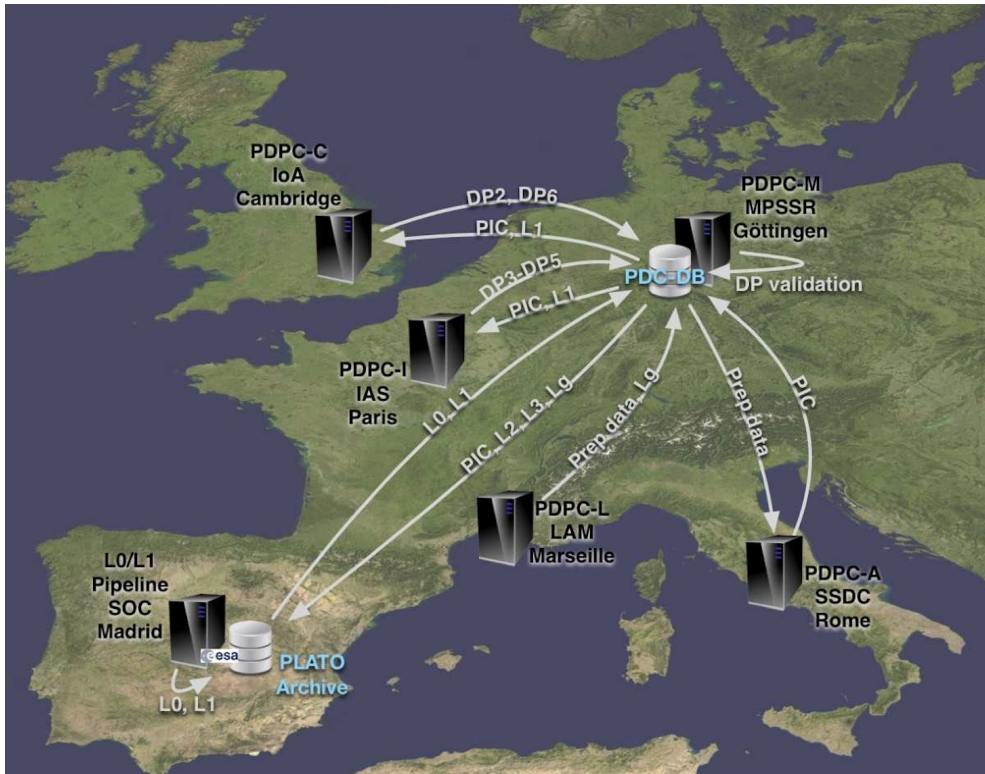 PDPC-C
IoA
Cambridge
DP2, DP6
PIC, L1
PDPC-M
MPSSR
Göttingen
PDC-DB
DP validation
DP3-DP5
PIC, L1
PDPC-I
IAS
Paris
L0, L1
PIC, L2, L3, Lg
Prep data, Lg
Prep data
PIC
PDPC-L
LAM
Marseille
PDPC-A
SSDC
Rome
L0/L1
Pipeline
SOC
Madrid
esa
PLATO
Archive
L0, L1